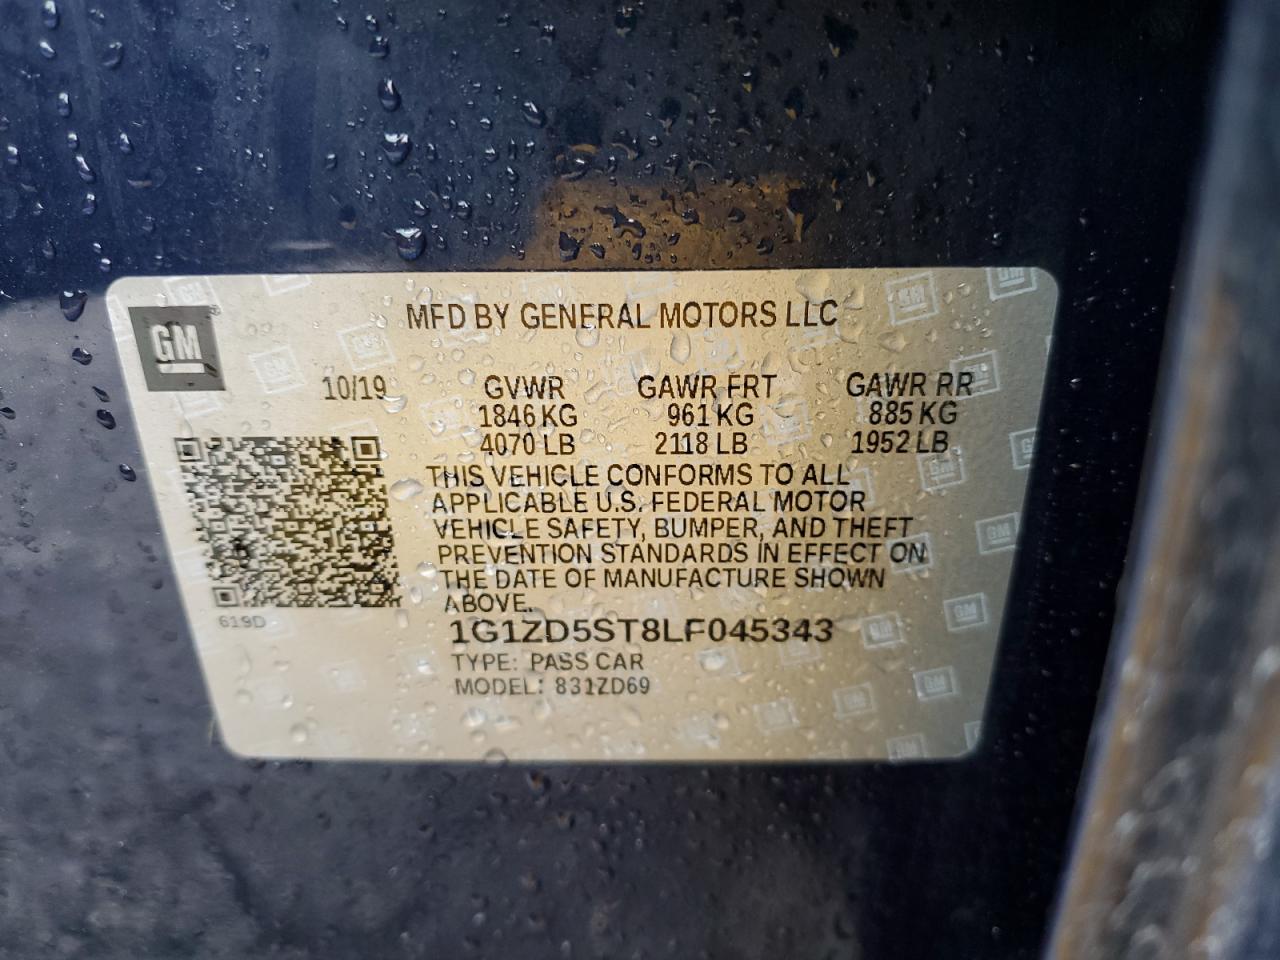 GM
MFD BY GENERAL MOTORS LLC
10/19 GVWR GAWR FRT GAWR RR
1846 KG 961 KG 885 KG
4070 LB 2118 LB 1952 LB
THIS VEHICLE CONFORMS TO ALL
APPLICABLE U.S. FEDERAL MOTOR
VEHICLE SAFETY, BUMPER, AND THEFT
PREVENTION STANDARDS IN EFFECT ON
THE DATE OF MANUFACTURE SHOWN
ABOVE.
619D
1G1ZD5ST8LF045343
TYPE: PASS CAR
MODEL: 831ZD69